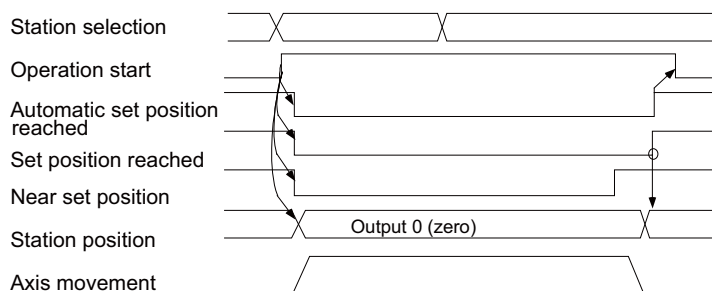 Station selection
Operation start
Automatic set position
reached
Set position reached
Near set position
Station position
Output 0 (zero)
Axis movement